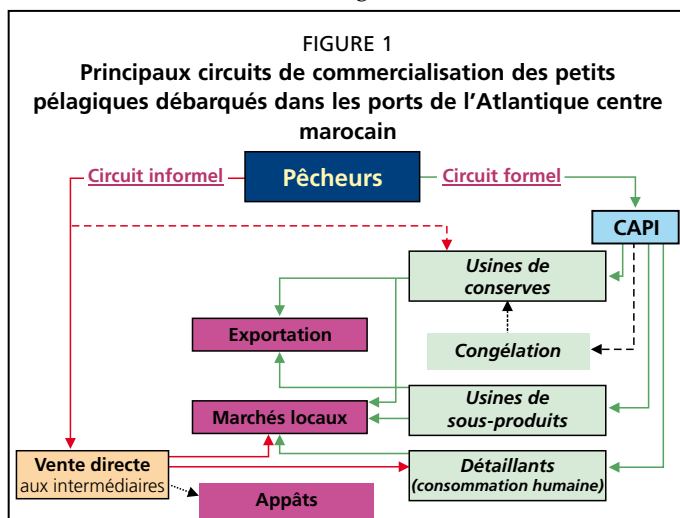 FIGURE 1
Principaux circuits de commercialisation des petits
pélagiques débarqués dans les ports de l'Atlantique centre
marocain
Circuit informel
Pêcheurs
Circuit formel
CAPI
Usines de
conserves
Exportation
Congélation
Marchés locaux
Usines de
sous-produits
Vente directe
aux intermédiaires
Détaillants
(consommation humaine)
Appâts